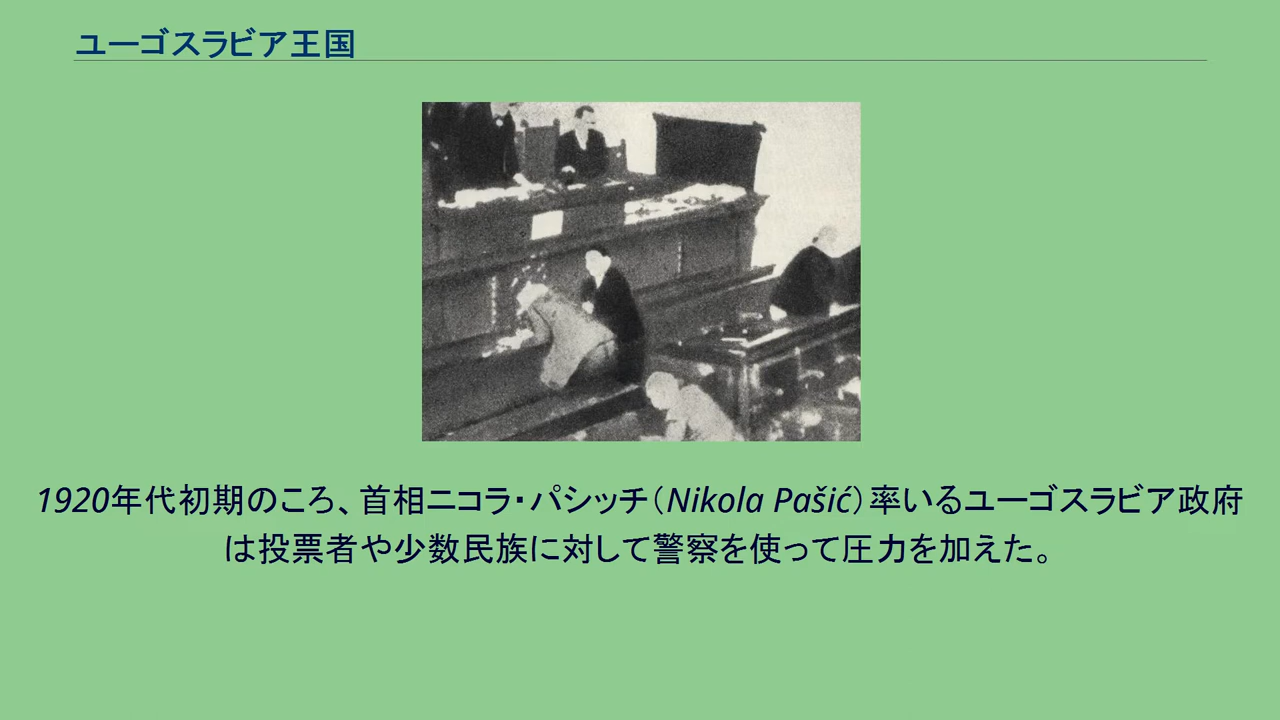 ユーゴスラビア王国
1920年代初期のころ、首相ニコラ・パシッチ（Nikola Pašić）率いるユーゴスラビア政府
は投票者や少数民族に対して警察を使って圧力を加えた。